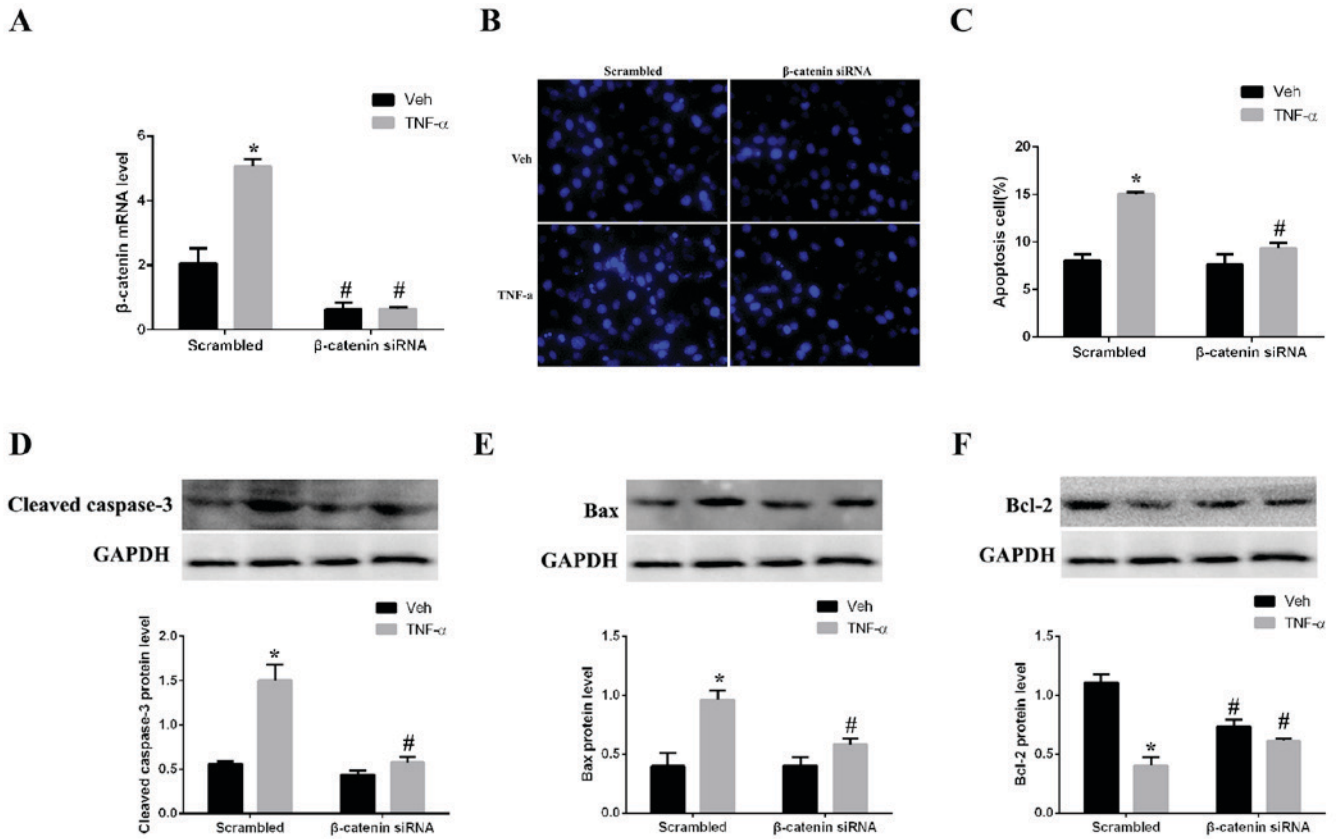 A
Veh
TNF-α
β-catenin mRNA level
6
4
2
0
*
#
#
Scrambled
β-catenin siRNA
B
Scrambled
β-catenin siRNA
Veh
TNF-a
C
Veh
TNF-α
Apoptosis cell(%)
20
15
10
5
0
*
#
Scrambled
β-catenin siRNA
D
Cleaved caspase-3
GAPDH
Veh
TNF-α
Cleaved caspase-3 protein level
2.0
1.5
1.0
0.5
0.0
*
#
Scrambled
β-catenin siRNA
E
Bax
GAPDH
Veh
TNF-α
Bax protein level
1.5
1.0
0.5
0.0
*
#
Scrambled
β-catenin siRNA
F
Bcl-2
GAPDH
Veh
TNF-α
Bcl-2 protein level
1.5
1.0
0.5
0.0
*
#
#
Scrambled
β-catenin siRNA